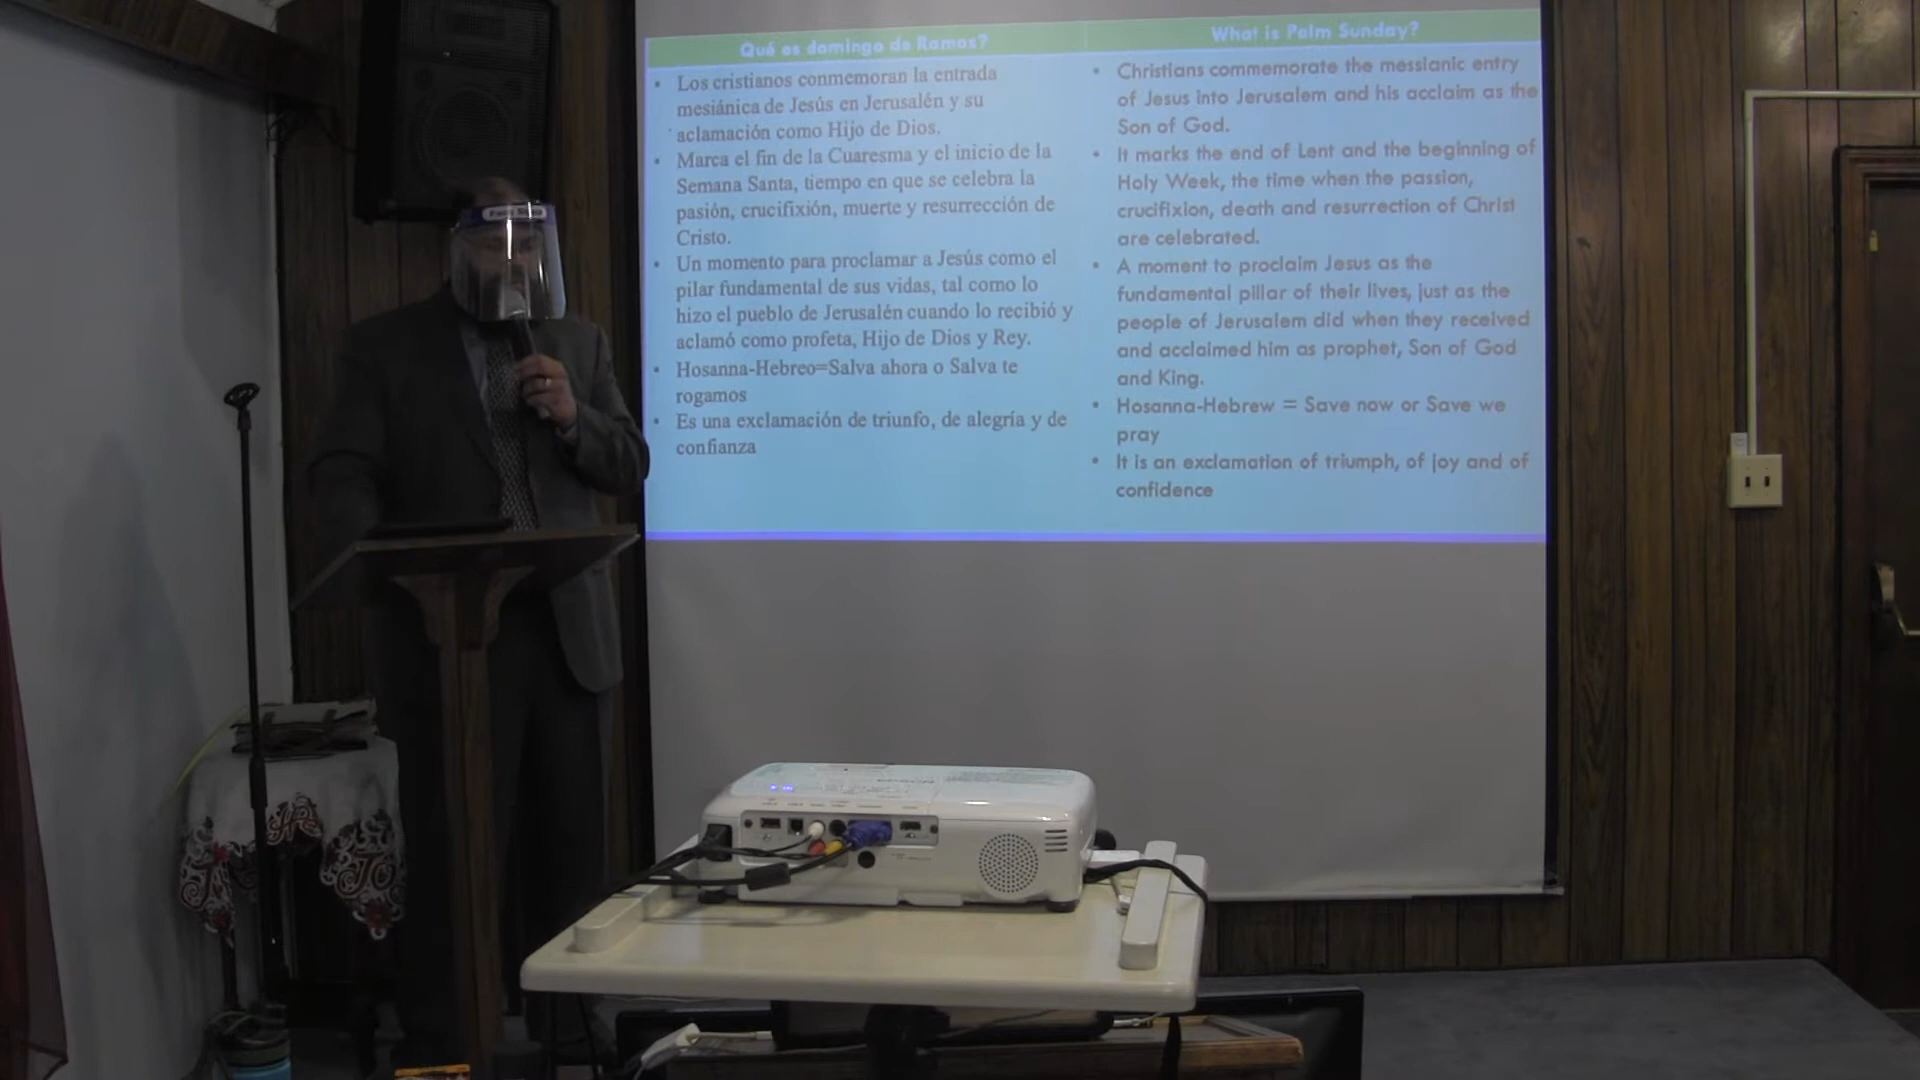 Qué es domingo de Ramos?
Los cristianos conmemoran la entrada
mesiánica de Jesús en Jerusalén y su
aclamación como Hijo de Dios.
Marca el fin de la Cuaresma y el inicio de la
Semana Santa, tiempo en que se celebra la
pasión, crucifixión, muerte y resurrección de
Cristo.
Un momento para proclamar a Jesús como el
pilar fundamental de sus vidas, tal como lo
hizo el pueblo de Jerusalén cuando lo recibió y
aclamó como profeta, Hijo de Dios y Rey.
Hosanna-Hebreo=Salva ahora o Salva te
rogamos
Es una exclamación de triunfo, de alegría y de
confianza
What is Palm Sunday?
Christians commemorate the messianic entry
of Jesus into Jerusalem and his acclaim as the
Son of God.
It marks the end of Lent and the beginning of
Holy Week, the time when the passion,
crucifixion, death and resurrection of Christ
are celebrated.
A moment to proclaim Jesus as the
fundamental pillar of their lives, just as the
people of Jerusalem did when they received
and acclaimed him as prophet, Son of God
and King.
Hosanna-Hebrew = Save now or Save we
pray
It is an exclamation of triumph, of joy and of
confidence